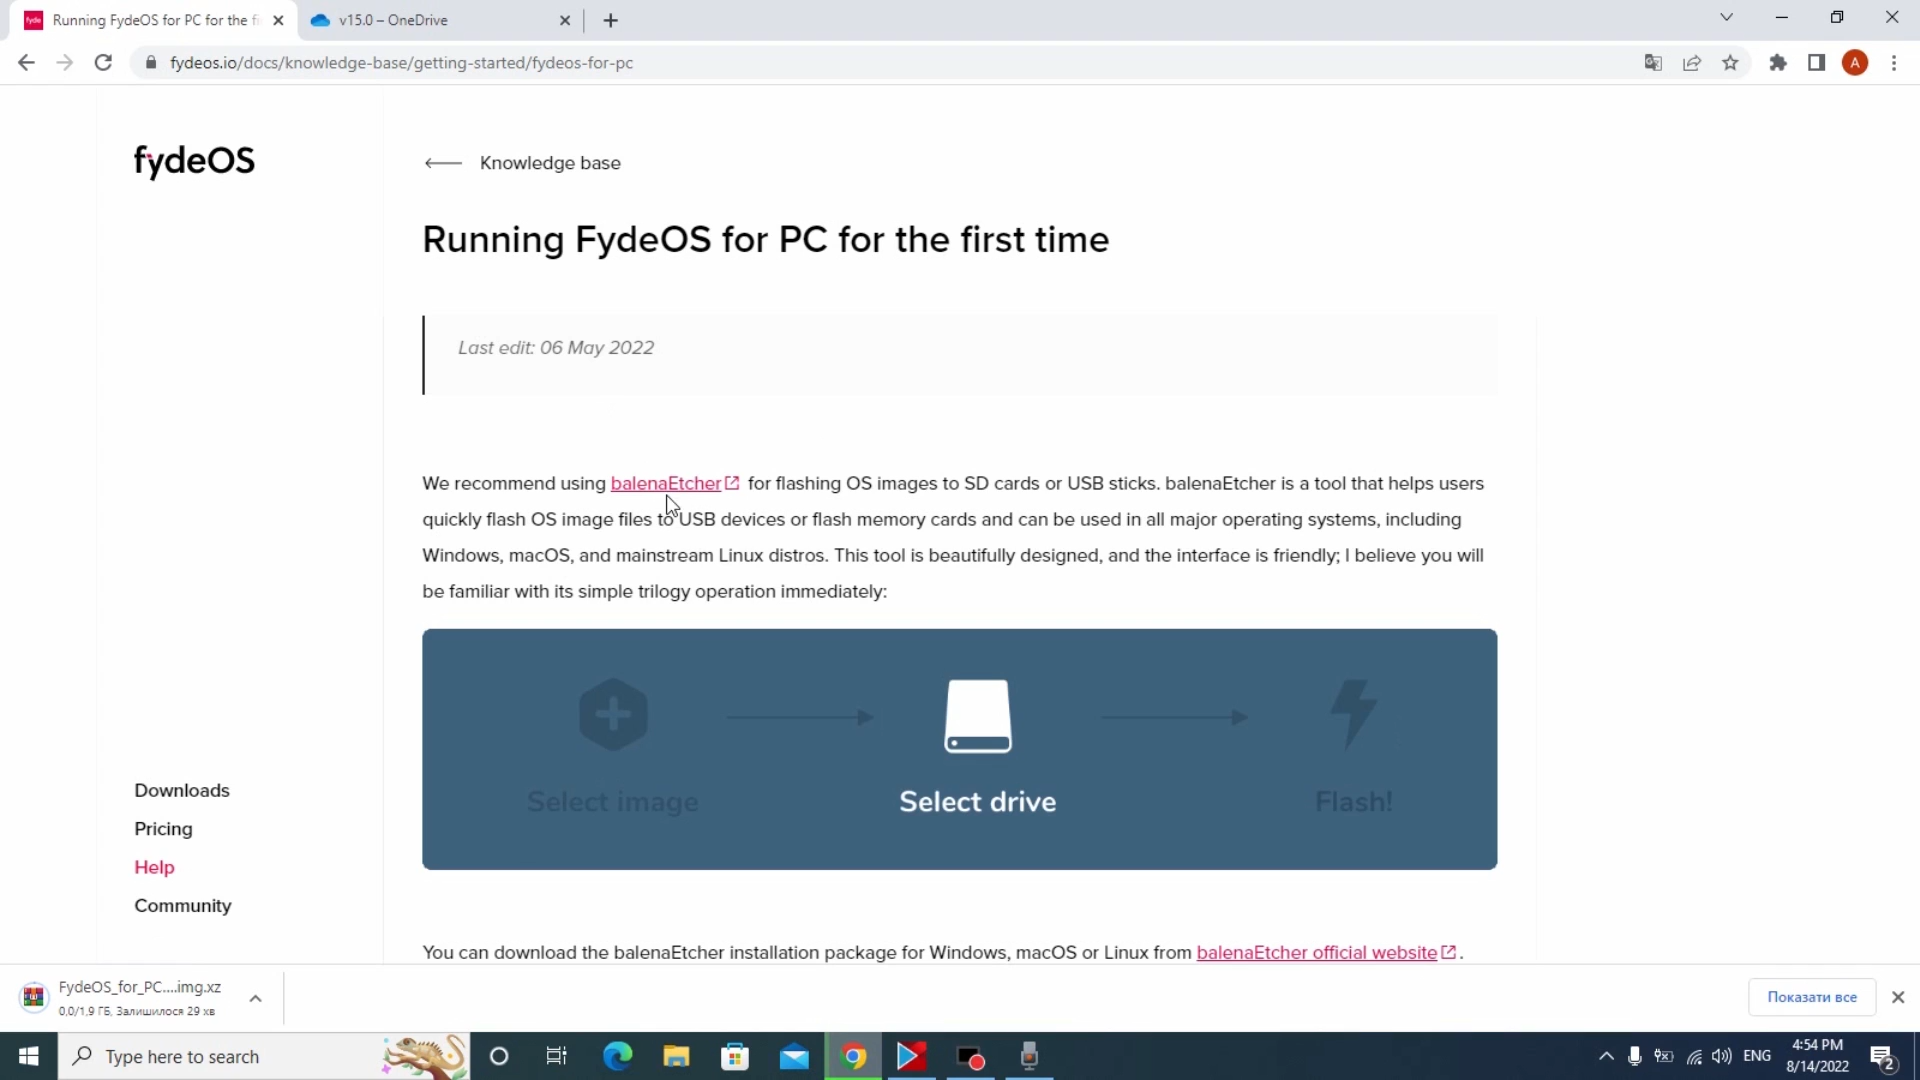 Running FydeOS for PC for the fi
v15.0 – OneDrive
fydeos.io/docs/knowledge-base/getting-started/fydeos-for-pc
A
fydeOS
Knowledge base
Running FydeOS for PC for the first time
Last edit: 06 May 2022
We recommend using balenaEtcher for flashing OS images to SD cards or USB sticks. balenaEtcher is a tool that helps users
quickly flash OS image files to USB devices or flash memory cards and can be used in all major operating systems, including
Windows, macOS, and mainstream Linux distros. This tool is beautifully designed, and the interface is friendly; I believe you will
be familiar with its simple trilogy operation immediately:
Select image
Select drive
Flash!
Downloads
Pricing
Help
Community
You can download the balenaEtcher installation package for Windows, macOS or Linux from balenaEtcher official website.
FydeOS_for_PC....img.xz
0,0/1,9 ГБ, Залишилося 29 хв
Показати все
Type here to search
ENG
4:54 PM
8/14/2022
2